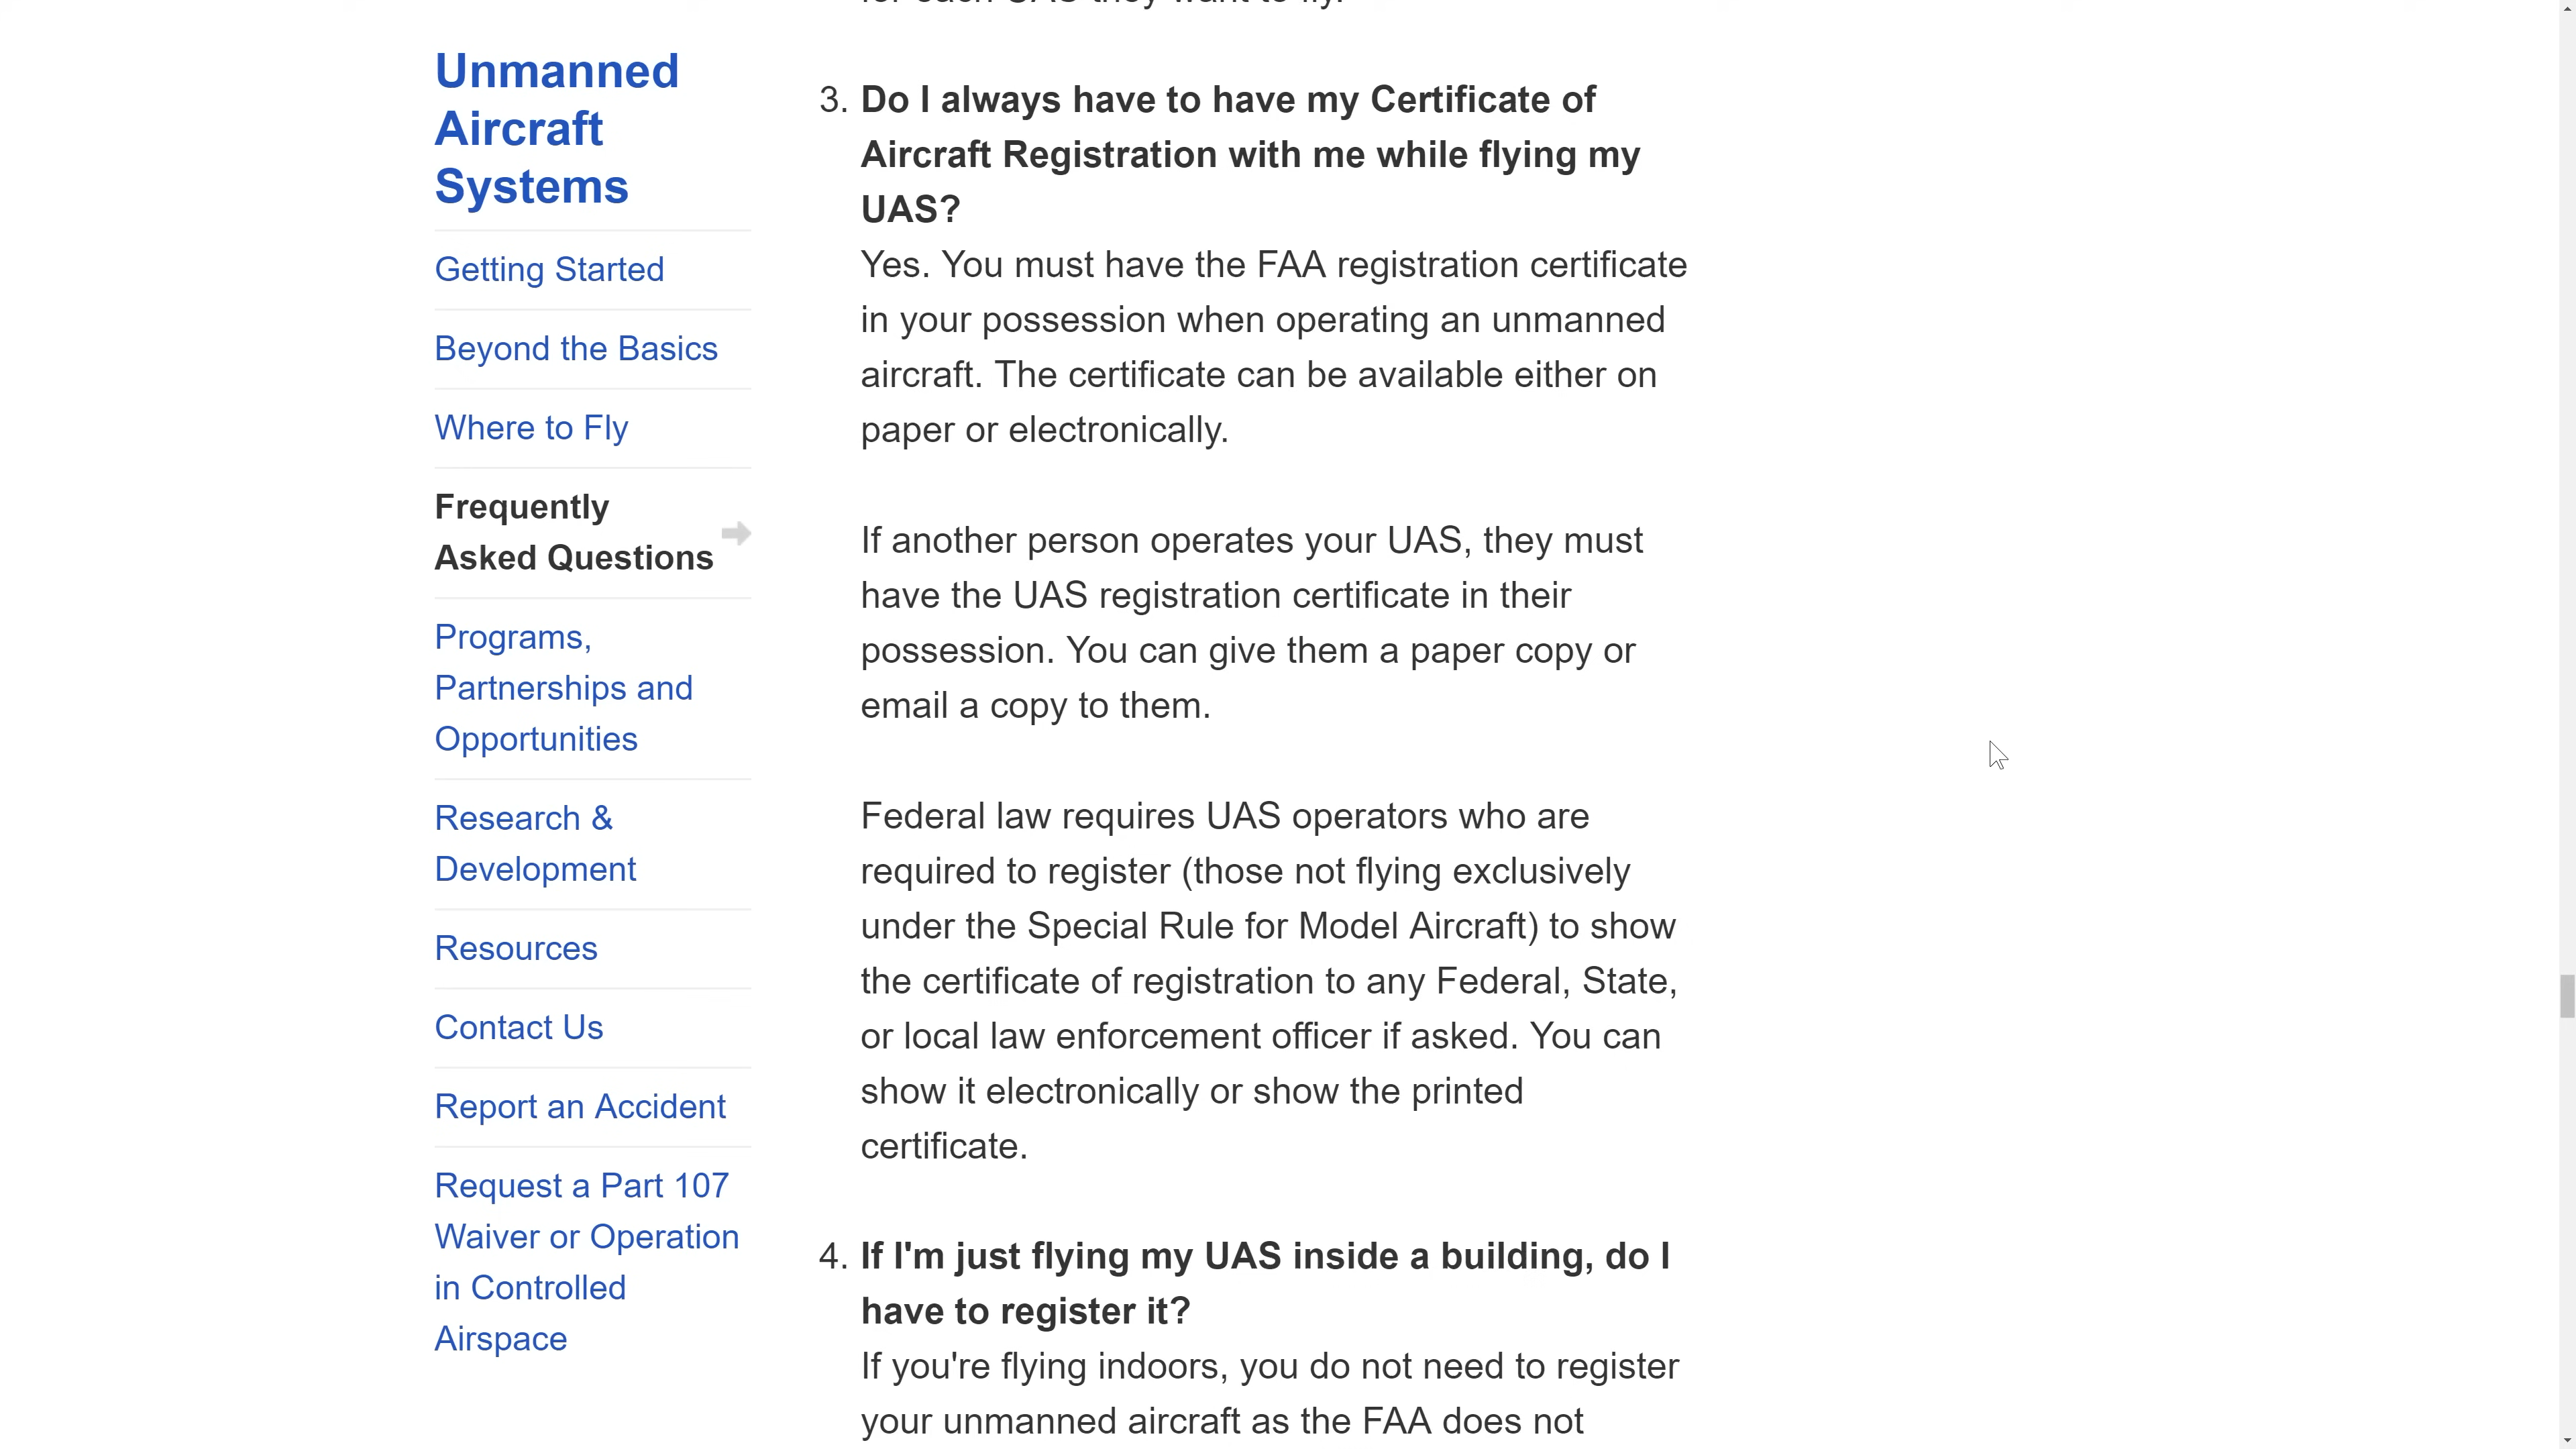 for each UAS they want to fly.
Unmanned
Aircraft
Systems
Getting Started
Beyond the Basics
Where to Fly
Frequently
Asked Questions
Programs,
Partnerships and
Opportunities
Research &
Development
Resources
Contact Us
Report an Accident
Request a Part 107
Waiver or Operation
in Controlled
Airspace
3. Do I always have to have my Certificate of
Aircraft Registration with me while flying my
UAS?
Yes. You must have the FAA registration certificate
in your possession when operating an unmanned
aircraft. The certificate can be available either on
paper or electronically.
If another person operates your UAS, they must
have the UAS registration certificate in their
possession. You can give them a paper copy or
email a copy to them.
Federal law requires UAS operators who are
required to register (those not flying exclusively
under the Special Rule for Model Aircraft) to show
the certificate of registration to any Federal, State,
or local law enforcement officer if asked. You can
show it electronically or show the printed
certificate.
4. If I'm just flying my UAS inside a building, do I
have to register it?
If you're flying indoors, you do not need to register
your unmanned aircraft as the FAA does not